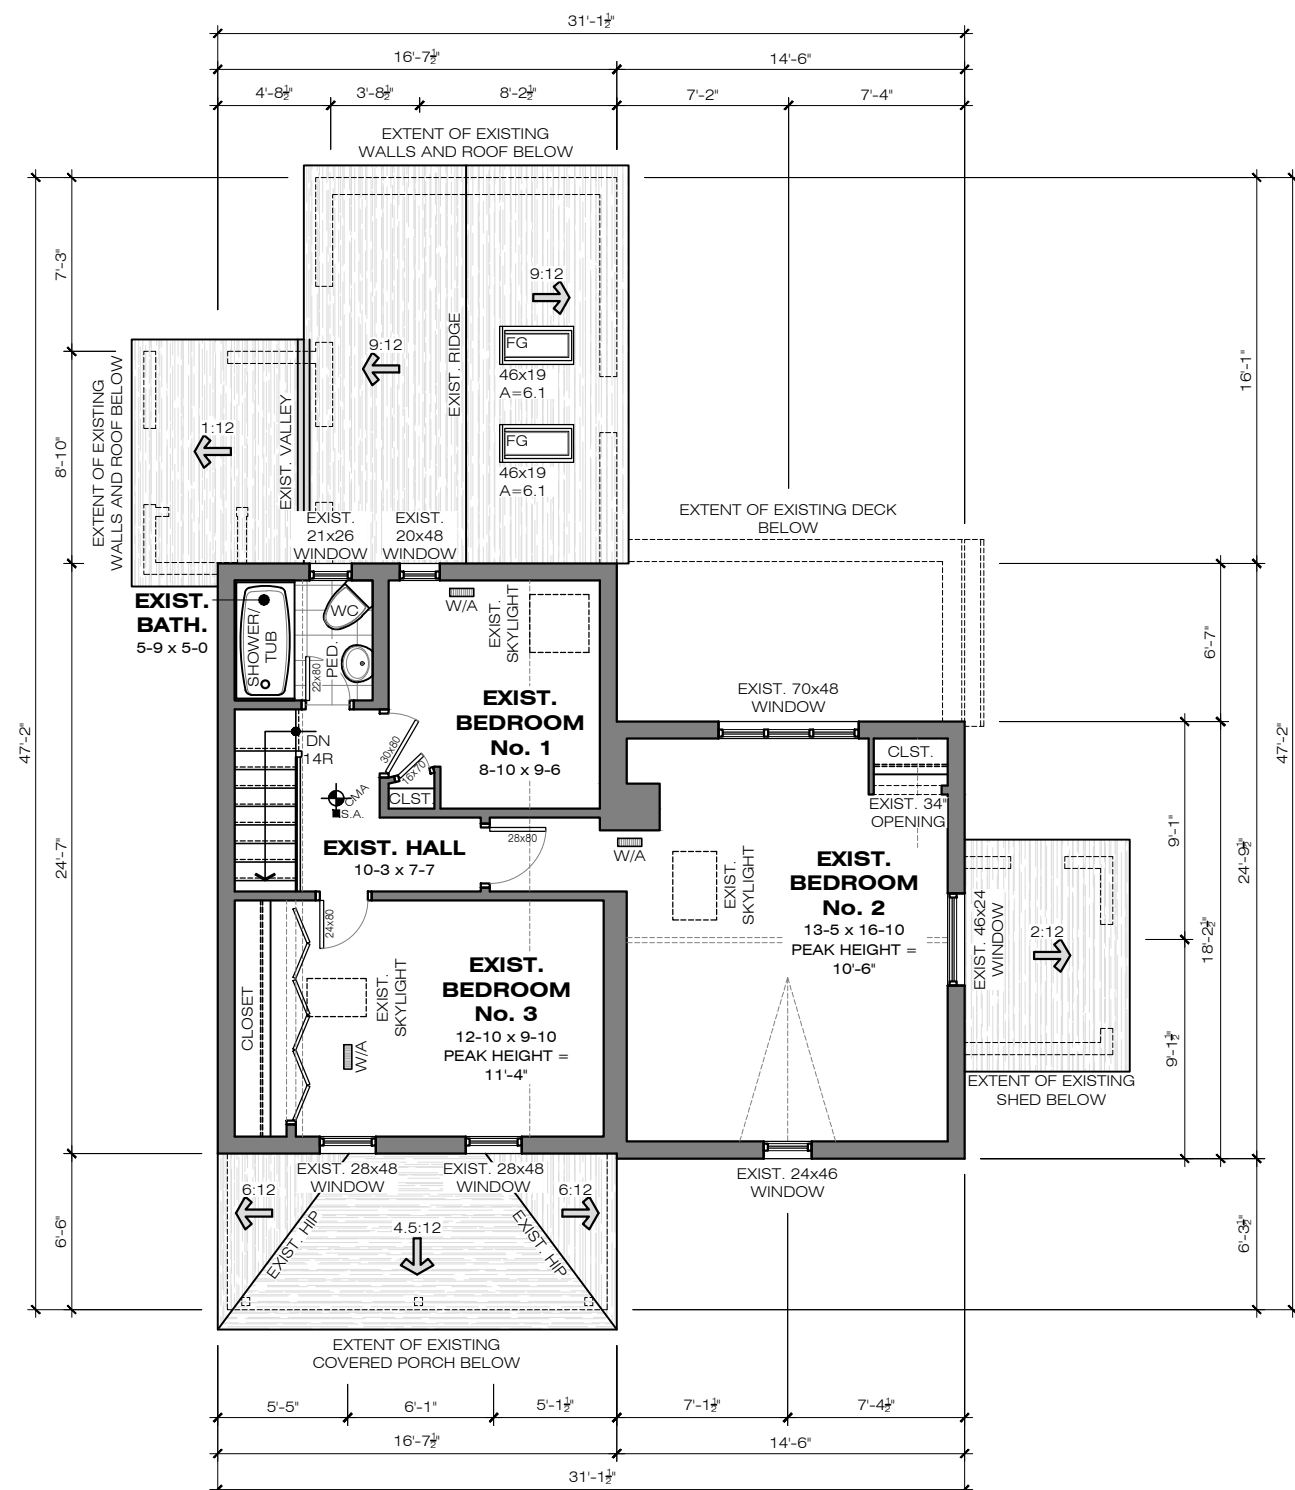 31'-1½"
16'-7½"
14'-6"
4'-8½"
3'-8½"
8'-2½"
7'-2"
7'-4"
EXTENT OF EXISTING
WALLS AND ROOF BELOW
7'-3"
8'-10"
47'-2"
24'-7"
6'-6"
EXTENT OF EXISTING
WALLS AND ROOF BELOW
1:12
EXIST. VALLEY
9:12
EXIST. RIDGE
9:12
FG
46x19
A=6.1
FG
46x19
A=6.1
16'-1"
47'-2"
EXIST.
21x26
WINDOW
EXIST.
20x48
WINDOW
EXTENT OF EXISTING DECK
BELOW
EXIST.
BATH.
5-9 x 5-0
SHOWER/
TUB
WC
PED.
22x80
W/A
EXIST.
SKYLIGHT
EXIST.
BEDROOM
No. 1
8-10 x 9-6
EXIST. 70x48
WINDOW
6'-7"
DN
14R
30x80
16x70
CLST.
CMA
S.A.
CLST.
EXIST. 34"
OPENING
EXIST. HALL
10-3 x 7-7
28x80
W/A
EXIST.
SKYLIGHT
EXIST.
BEDROOM
No. 2
13-5 x 16-10
PEAK HEIGHT =
10'-6"
EXIST. 46x24
WINDOW
2:12
9'-1"
24'-9½"
18'-2½"
9'-1½"
24x80
CLOSET
EXIST.
SKYLIGHT
W/A
EXIST.
BEDROOM
No. 3
12-10 x 9-10
PEAK HEIGHT =
11'-4"
EXTENT OF EXISTING
SHED BELOW
EXIST. 28x48
WINDOW
EXIST. 28x48
WINDOW
EXIST. 24x46
WINDOW
6:12
6:12
4.5:12
EXIST. HIP
EXIST. HIP
6'-3½"
EXTENT OF EXISTING
COVERED PORCH BELOW
5'-5"
6'-1"
5'-1½"
7'-1½"
7'-4½"
16'-7½"
14'-6"
31'-1½"